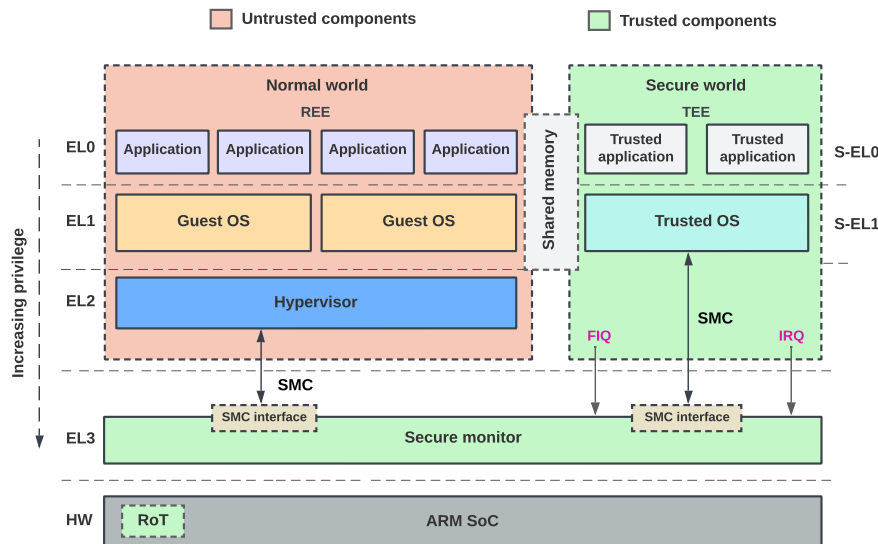 Untrusted components
Trusted components
Normal world
Secure world
REE
TEE
EL0
Application
Application
Application
Application
Trusted
application
Trusted
application
S-EL0
Shared memory
EL1
Guest OS
Guest OS
Trusted OS
S-EL1
Increasing privilege
EL2
Hypervisor
SMC
FIQ
IRQ
SMC
SMC interface
SMC interface
EL3
Secure monitor
HW
RoT
ARM SoC